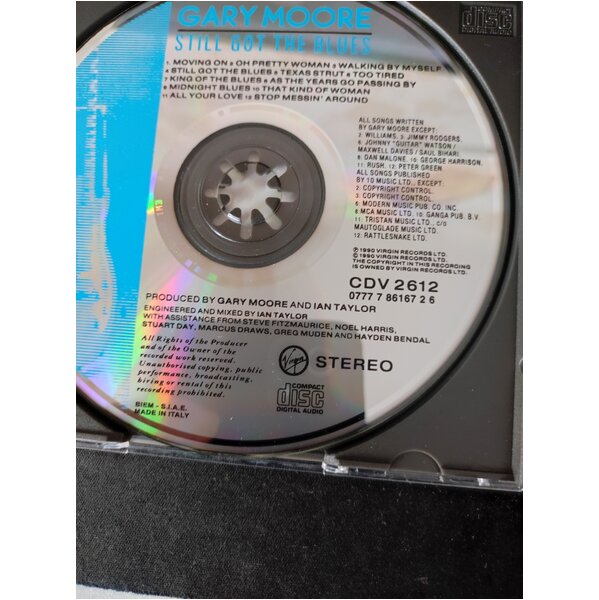 GARY MOORE
STILL GOT THE BLUES
1. MOVING ON 2 OH PRETTY WOMAN 3 WALKING BY MYSELF
4 STILL GOT THE BLUES 5 TEXAS STRUT 6 TOO TIRED
7 KING OF THE BLUES 8 AS THE YEARS GO PASSING BY
9 MIDNIGHT BLUES 10 THAT KIND OF WOMAN
11 ALL YOUR LOVE 12 STOP MESSIN' AROUND
ALL SONGS WRITTEN
BY GARY MOORE EXCEPT:
2: WILLIAMS. 3: JIMMY RODGERS.
6: JOHNNY "GUITAR" WATSON /
MAXWELL DAVIES / SAUL BIHARI
8: DAN MALONE. 10: GEORGE HARRISON.
11: RUSH. 12: PETER GREEN.
ALL SONGS PUBLISHED
BY 10 MUSIC LTD., EXCEPT:
2: COPYRIGHT CONTROL.
3: COPYRIGHT CONTROL.
6: MODERN MUSIC PUB. CO. INC.
8: MCA MUSIC LTD. 10: GANGA PUB. B.V.
11: TRISTAN MUSIC LTD., C/O
MAUTOGLADE MUSIC LTD.
12: RATTLESNAKE LTD.
℗ 1990 VIRGIN RECORDS LTD.
© 1990 VIRGIN RECORDS LTD.
THE COPYRIGHT IN THIS RECORDING
IS OWNED BY VIRGIN RECORDS LTD.
CDV 2612
0777 7 86167 2 6
PRODUCED BY GARY MOORE AND IAN TAYLOR
ENGINEERED AND MIXED BY IAN TAYLOR
WITH ASSISTANCE FROM STEVE FITZMAURICE, NOEL HARRIS,
STUART DAY, MARCUS DRAWS, GREG MUDEN AND HAYDEN BENDAL
All Rights of the Producer
and of the Owner of the
recorded work reserved.
Unauthorised copying, public
performance, broadcasting,
hiring or rental of this
recording prohibited.
Virgin
STEREO
COMPACT
disc
DIGITAL AUDIO
BIEM - S.I.A.E.
MADE IN ITALY
disc